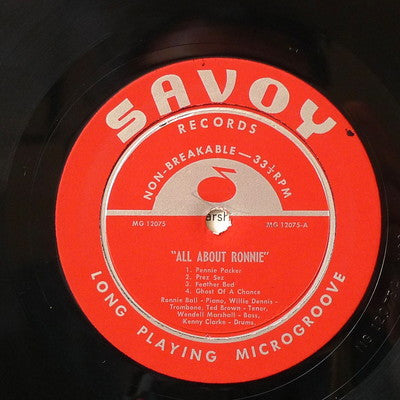 SAVOY
RECORDS
NON-BREAKABLE—33⅓RPM
arsh
MG 12075
MG 12075-A
"ALL ABOUT RONNIE"
1. Pennie Packer
2. Prez Sez
3. Feather Bed
4. Ghost Of A Chance
Ronnie Ball - Piano, Willie Dennis -
Trombone, Ted Brown - Tenor,
Wendell Marshall - Bass,
Kenny Clarke - Drums.
LONG PLAYING MICROGROOVE